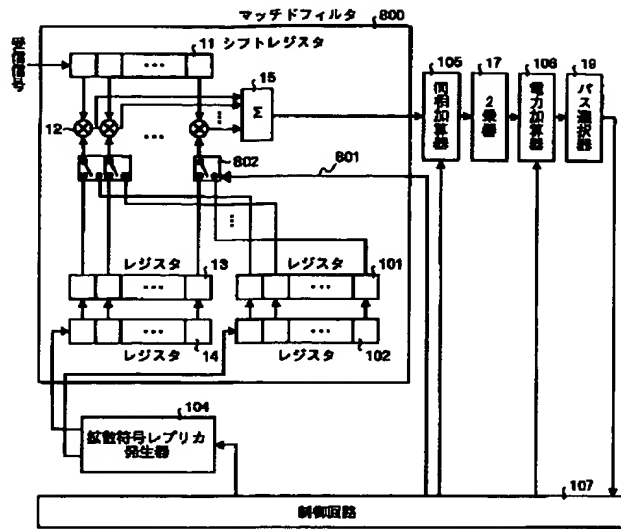 マッチドフィルタ
800
受信信号
11
シフトレジスタ
...
12
...
15
Σ
105
同相加算器
17
2乗器
106
電力加算器
19
パス選択器
802
801
レジスタ
13
レジスタ
101
...
...
...
...
レジスタ
14
レジスタ
102
104
拡散符号レプリカ
発生器
107
制御回路